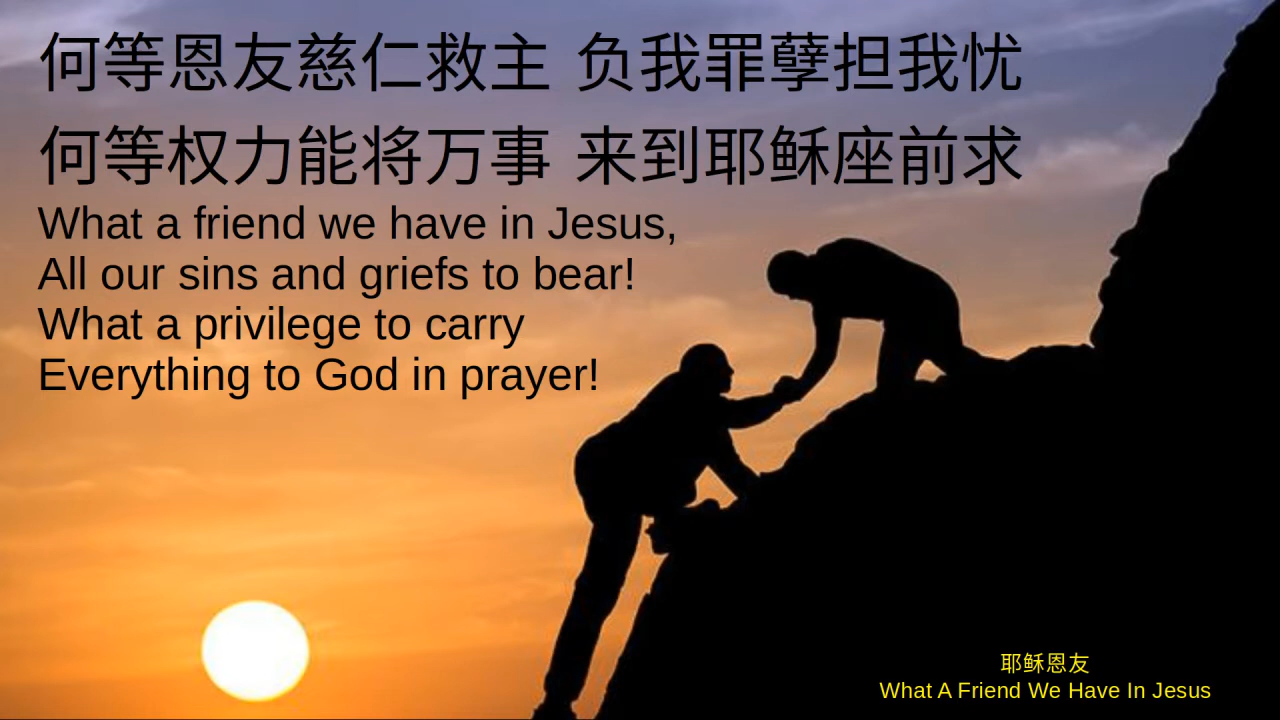 何等恩友慈仁救主 负我罪孽担我忧
何等权力能将万事 来到耶稣座前求
What a friend we have in Jesus,
All our sins and griefs to bear!
What a privilege to carry
Everything to God in prayer!
耶稣恩友
What A Friend We Have In Jesus